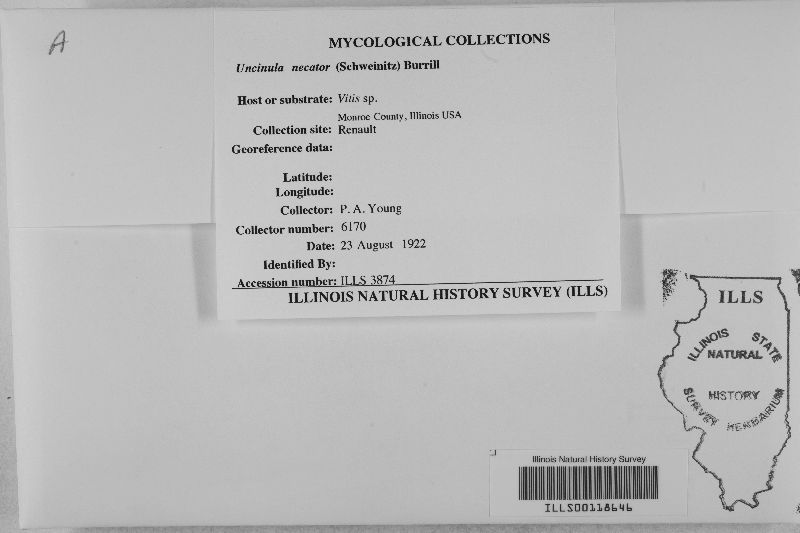 A
MYCOLOGICAL COLLECTIONS
Uncinula necator (Schweinitz) Burrill
Host or substrate: Vitis sp.
Monroe County, Illinois USA
Collection site: Renault
Georeference data:
Latitude:
Longitude:
Collector: P. A. Young
Collector number: 6170
Date: 23 August 1922
Identified By:
Accession number: ILLS 3874
ILLINOIS NATURAL HISTORY SURVEY (ILLS)
ILLS
ILLINOIS STATE
NATURAL
HISTORY
SURVEY HERBARIUM
Illinois Natural History Survey
ILLS00118646